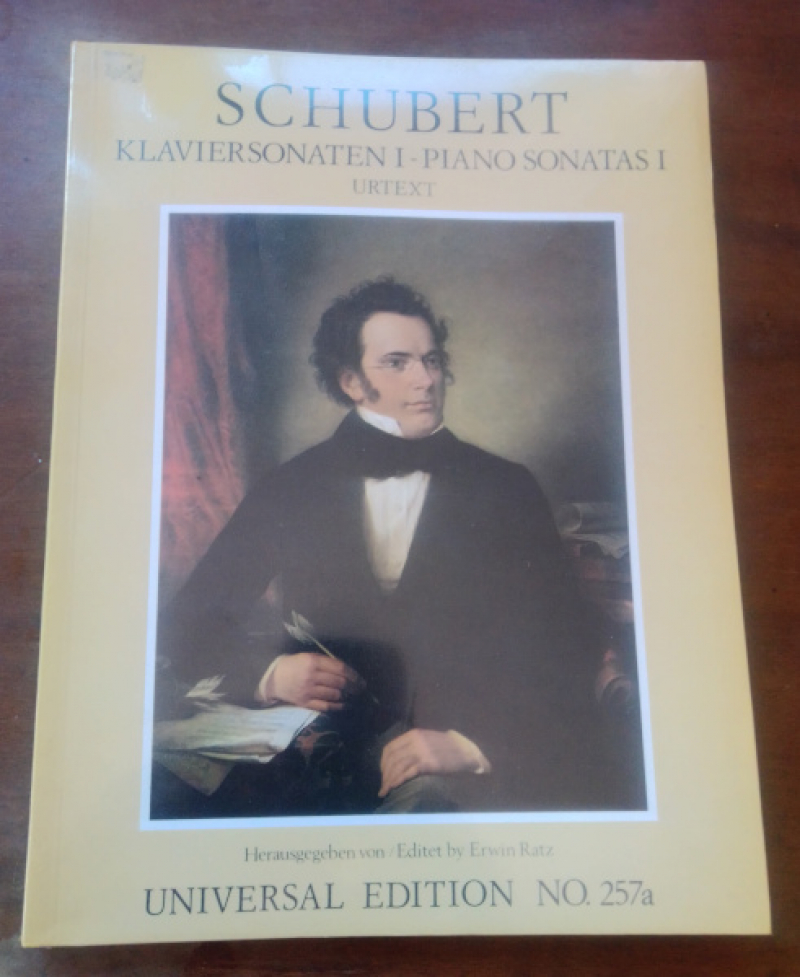 SCHUBERT
KLAVIERSONATEN I - PIANO SONATAS I
URTEXT
Herausgegeben von / Editet by Erwin Ratz
UNIVERSAL EDITION NO. 257a